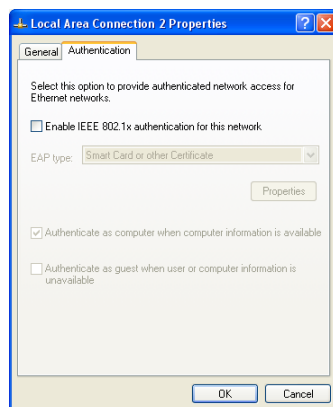 Local Area Connection 2 Properties
General Authentication
Select this option to provide authenticated network access for
Ethernet networks.
Enable IEEE 802.1x authentication for this network
EAP type: Smart Card or other Certificate
Properties
Authenticate as computer when computer information is available
Authenticate as guest when user or computer information is
unavailable
OK Cancel